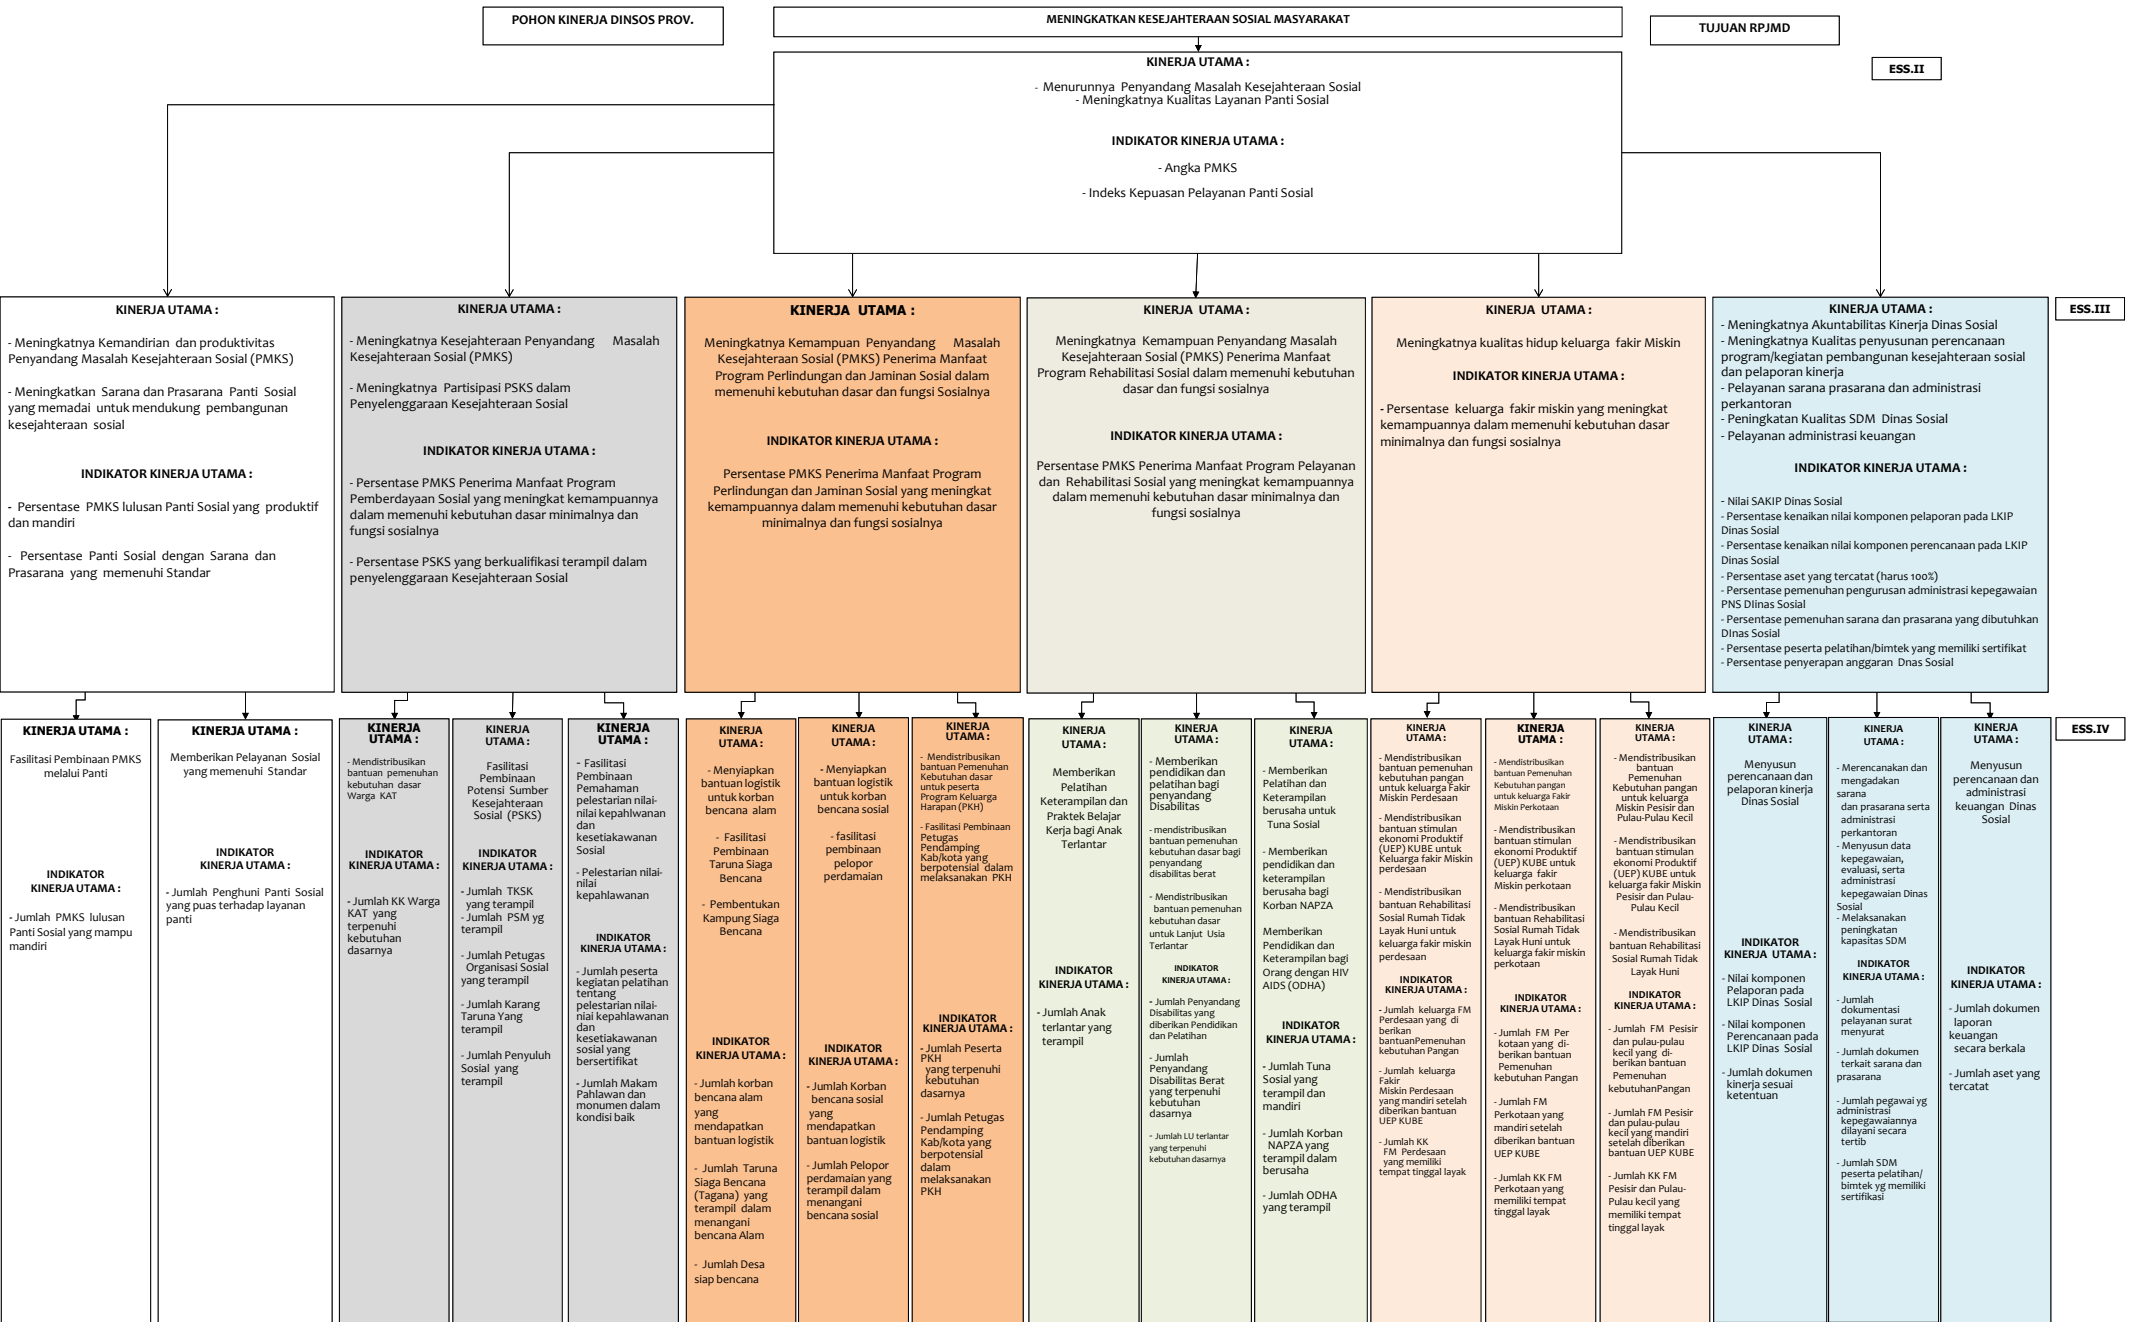 POHON KINERJA DINSOS PROV.
MENINGKATKAN KESEJAHTERAAN SOSIAL MASYARAKAT
TUJUAN RPJMD
ESS.II
KINERJA UTAMA :
- Menurunnya Penyandang Masalah Kesejahteraan Sosial
- Meningkatnya Kualitas Layanan Panti Sosial
INDIKATOR KINERJA UTAMA :
- Angka PMKS
- Indeks Kepuasan Pelayanan Panti Sosial
ESS.III
KINERJA UTAMA :
- Meningkatnya Kemandirian dan produktivitas
Penyandang Masalah Kesejahteraan Sosial (PMKS)
- Meningkatkan Sarana dan Prasarana Panti Sosial
yang memadai untuk mendukung pembangunan
kesejahteraan sosial
INDIKATOR KINERJA UTAMA :
- Persentase PMKS lulusan Panti Sosial yang produktif
dan mandiri
- Persentase Panti Sosial dengan Sarana dan
Prasarana yang memenuhi Standar
KINERJA UTAMA :
- Meningkatnya Kesejahteraan Penyandang Masalah
Kesejahteraan Sosial (PMKS)
- Meningkatnya Partisipasi PSKS dalam
Penyelenggaraan Kesejahteraan Sosial
INDIKATOR KINERJA UTAMA :
- Persentase PMKS Penerima Manfaat Program
Pemberdayaan Sosial yang meningkat kemampuannya
dalam memenuhi kebutuhan dasar minimalnya dan
fungsi sosialnya
- Persentase PSKS yang berkualifikasi terampil dalam
penyelenggaraan Kesejahteraan Sosial
KINERJA UTAMA :
Meningkatnya Kemampuan Penyandang Masalah
Kesejahteraan Sosial (PMKS) Penerima Manfaat
Program Perlindungan dan Jaminan Sosial dalam
memenuhi kebutuhan dasar dan fungsi Sosialnya
INDIKATOR KINERJA UTAMA :
Persentase PMKS Penerima Manfaat Program
Perlindungan dan Jaminan Sosial yang meningkat
kemampuannya dalam memenuhi kebutuhan dasar
minimalnya dan fungsi sosialnya
KINERJA UTAMA :
Meningkatnya Kemampuan Penyandang Masalah
Kesejahteraan Sosial (PMKS) Penerima Manfaat
Program Rehabilitasi Sosial dalam memenuhi kebutuhan
dasar dan fungsi sosialnya
INDIKATOR KINERJA UTAMA :
Persentase PMKS Penerima Manfaat Program Pelayanan
dan Rehabilitasi Sosial yang meningkat kemampuannya
dalam memenuhi kebutuhan dasar minimalnya dan
fungsi sosialnya
KINERJA UTAMA :
Meningkatnya kualitas hidup keluarga fakir Miskin
INDIKATOR KINERJA UTAMA :
- Persentase keluarga fakir miskin yang meningkat
kemampuannya dalam memenuhi kebutuhan dasar
minimalnya dan fungsi sosialnya
KINERJA UTAMA :
- Meningkatnya Akuntabilitas Kinerja Dinas Sosial
- Meningkatnya Kualitas penyusunan perencanaan
program/kegiatan pembangunan kesejahteraan sosial
dan pelaporan kinerja
- Pelayanan sarana prasarana dan administrasi
perkantoran
- Peningkatan Kualitas SDM Dinas Sosial
- Pelayanan administrasi keuangan
INDIKATOR KINERJA UTAMA :
- Nilai SAKIP Dinas Sosial
- Persentase kenaikan nilai komponen pelaporan pada LKIP
Dinas Sosial
- Persentase kenaikan nilai komponen perencanaan pada LKIP
Dinas Sosial
- Persentase aset yang tercatat (harus 100%)
- Persentase pemenuhan pengurusan administrasi kepegawaian
PNS DIinas Sosial
- Persentase pemenuhan sarana dan prasarana yang dibutuhkan
DInas Sosial
- Persentase peserta pelatihan/bimtek yang memiliki sertifikat
- Persentase penyerapan anggaran Dnas Sosial
ESS.IV
KINERJA UTAMA :
Fasilitasi Pembinaan PMKS
melalui Panti
INDIKATOR
KINERJA UTAMA :
- Jumlah PMKS lulusan
Panti Sosial yang mampu
mandiri
KINERJA UTAMA :
Memberikan Pelayanan Sosial
yang memenuhi Standar
INDIKATOR
KINERJA UTAMA :
- Jumlah Penghuni Panti Sosial
yang puas terhadap layanan
panti
KINERJA
UTAMA :
- Mendistribusikan
bantuan pemenuhan
kebutuhan dasar
Warga KAT
INDIKATOR
KINERJA UTAMA :
- Jumlah KK Warga
KAT yang
terpenuhi
kebutuhan
dasarnya
KINERJA
UTAMA :
Fasilitasi
Pembinaan
Potensi Sumber
Kesejahteraan
Sosial (PSKS)
INDIKATOR
KINERJA UTAMA :
- Jumlah TKSK
yang terampil
- Jumlah PSM yg
terampil
- Jumlah Petugas
Organisasi Sosial
yang terampil
- Jumlah Karang
Taruna Yang
terampil
- Jumlah Penyuluh
Sosial yang
terampil
KINERJA
UTAMA :
- Fasilitasi
Pembinaan
Pemahaman
pelestarian nilai-
nilai kepahlwanan
dan
kesetiakawanan
Sosial
- Pelestarian nilai-
nilai
kepahlawanan
INDIKATOR
KINERJA UTAMA :
- Jumlah peserta
kegiatan pelatihan
tentang
pelestarian nilai-
niai kepahlawanan
dan
kesetiakawanan
sosial yang
bersertifikat
- Jumlah Makam
Pahlawan dan
monumen dalam
kondisi baik
KINERJA
UTAMA :
- Menyiapkan
bantuan logistik
untuk korban
bencana alam
- Fasilitasi
Pembinaan
Taruna Siaga
Bencana
- Pembentukan
Kampung Siaga
Bencana
INDIKATOR
KINERJA UTAMA :
- Jumlah korban
bencana alam
yang
mendapatkan
bantuan logistik
- Jumlah Taruna
Siaga Bencana
(Tagana) yang
terampil dalam
menangani
bencana Alam
- Jumlah Desa
siap bencana
KINERJA
UTAMA :
- Menyiapkan
bantuan logistik
untuk korban
bencana sosial
- fasilitasi
pembinaan
pelopor
perdamaian
INDIKATOR
KINERJA UTAMA :
- Jumlah Korban
bencana sosial
yang
mendapatkan
bantuan logistik
- Jumlah Pelopor
perdamaian yang
terampil dalam
menangani
bencana sosial
KINERJA
UTAMA :
- Mendistribusikan
bantuan Pemenuhan
Kebutuhan dasar
untuk peserta
Program Keluarga
Harapan (PKH)
- Fasilitasi Pembinaan
Petugas
Pendamping
Kab/kota yang
berpotensial dalam
melaksanakan PKH
INDIKATOR
KINERJA UTAMA :
- Jumlah Peserta
PKH
yang terpenuhi
kebutuhan
dasarnya
- Jumlah Petugas
Pendamping
Kab/kota yang
berpotensial
dalam
melaksanakan
PKH
KINERJA
UTAMA :
Memberikan
Pelatihan
Keterampilan dan
Praktek Belajar
Kerja bagi Anak
Terlantar
INDIKATOR
KINERJA UTAMA :
- Jumlah Anak
terlantar yang
terampil
KINERJA
UTAMA :
- Memberikan
pendidikan dan
pelatihan bagi
penyandang
Disabilitas
- mendistribusikan
bantuan pemenuhan
kebutuhan dasar bagi
penyandang
disabilitas berat
- Mendistribusikan
bantuan pemenuhan
kebutuhan dasar
untuk Lanjut Usia
Terlantar
INDIKATOR
KINERJA UTAMA :
- Jumlah Penyandang
Disabilitas yang
diberikan Pendidikan
dan Pelatihan
- Jumlah
Penyandang
Disabilitas Berat
yang terpenuhi
kebutuhan
dasarnya
- Jumlah LU terlantar
yang terpenuhi
kebutuhan dasarnya
KINERJA
UTAMA :
- Memberikan
Pelatihan dan
Keterampilan
berusaha untuk
Tuna Sosial
- Memberikan
pendidikan dan
keterampilan
berusaha bagi
Korban NAPZA
Memberikan
Pendidikan dan
Keterampilan bagi
Orang dengan HIV
AIDS (ODHA)
INDIKATOR
KINERJA UTAMA :
- Jumlah Tuna
Sosial yang
terampil dan
mandiri
- Jumlah Korban
NAPZA yang
terampil dalam
berusaha
- Jumlah ODHA
yang terampil
KINERJA
UTAMA :
- Mendistribusikan
bantuan pemenuhan
kebutuhan pangan
untuk keluarga Fakir
Miskin Perdesaan
- Mendistribusikan
bantuan stimulan
ekonomi Produktif
(UEP) KUBE untuk
Keluarga fakir Miskin
perdesaan
- Mendistribusikan
bantuan Rehabilitasi
Sosial Rumah Tidak
Layak Huni untuk
keluarga fakir miskin
perdesaan
INDIKATOR
KINERJA UTAMA :
- Jumlah keluarga FM
Perdesaan yang di
berikan
bantuanPemenuhan
kebutuhan Pangan
- Jumlah keluarga
Fakir
Miskin Perdesaan
yang mandiri setelah
diberikan bantuan
UEP KUBE
- Jumlah KK
FM Perdesaan
yang memiliki
tempat tinggal layak
KINERJA
UTAMA :
- Mendistribusikan
bantuan Pemenuhan
Kebutuhan pangan
untuk keluarga Fakir
Miskin Perkotaan
- Mendistribusikan
bantuan stimulan
ekonomi Produktif
(UEP) KUBE untuk
keluarga fakir
Miskin perkotaan
- Mendistribusikan
bantuan Rehabilitasi
Sosial Rumah Tidak
Layak Huni untuk
keluarga fakir miskin
perkotaan
INDIKATOR
KINERJA UTAMA :
- Jumlah FM Per
kotaan yang di-
berikan bantuan
Pemenuhan
kebutuhan Pangan
- Jumlah FM
Perkotaan yang
mandiri setelah
diberikan bantuan
UEP KUBE
- Jumlah KK FM
Perkotaan yang
memiliki tempat
tinggal layak
KINERJA
UTAMA :
- Mendistribusikan
bantuan
Pemenuhan
Kebutuhan pangan
untuk keluarga
Miskin Pesisir dan
Pulau-Pulau Kecil
- Mendistribusikan
bantuan stimulan
ekonomi Produktif
(UEP) KUBE untuk
keluarga fakir Miskin
Pesisir dan Pulau-
Pulau Kecil
- Mendistribusikan
bantuan Rehabilitasi
Sosial Rumah Tidak
Layak Huni
INDIKATOR
KINERJA UTAMA :
- Jumlah FM Pesisir
dan pulau-pulau
kecil yang di-
berikan bantuan
Pemenuhan
kebutuhanPangan
- Jumlah FM Pesisir
dan pulau-pulau
kecil yang mandiri
setelah diberikan
bantuan UEP KUBE
- Jumlah KK FM
Pesisir dan Pulau-
Pulau kecil yang
memiliki tempat
tinggal layak
KINERJA
UTAMA :
Menyusun
perencanaan dan
pelaporan kinerja
Dinas Sosial
INDIKATOR
KINERJA UTAMA :
- Nilai komponen
Pelaporan pada
LKIP Dinas Sosial
- Nilai komponen
Perencanaan pada
LKIP Dinas Sosial
- Jumlah dokumen
kinerja sesuai
ketentuan
KINERJA
UTAMA :
- Merencanakan dan
mengadakan
sarana
dan prasarana serta
administrasi
perkantoran
- Menyusun data
kepegawaian,
evaluasi, serta
administrasi
kepegawaian Dinas
Sosial
- Melaksanakan
peningkatan
kapasitas SDM
INDIKATOR
KINERJA UTAMA :
- Jumlah
dokumentasi
pelayanan surat
menyurat
- Jumlah dokumen
terkait sarana dan
prasarana
- Jumlah pegawai yg
administrasi
kepegawaiannya
dilayani secara
tertib
- Jumlah SDM
peserta pelatihan/
bimtek yg memiliki
sertifikasi
KINERJA
UTAMA :
Menyusun
perencanaan dan
administrasi
keuangan Dinas
Sosial
INDIKATOR
KINERJA UTAMA :
- Jumlah dokumen
laporan
keuangan
secara berkala
- Jumlah aset yang
tercatat